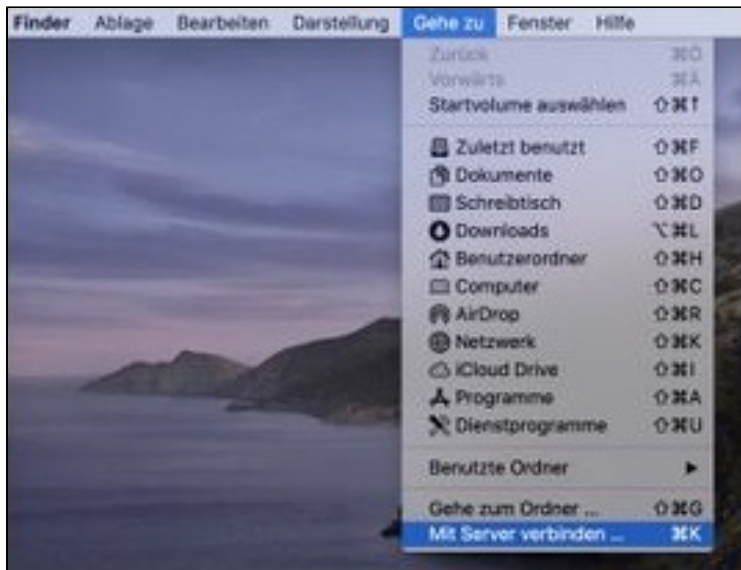 Finder Ablage Bearbeiten Darstellung Gehe zu Fenster Hilfe
Zurück ⌘Ö
Vorwärts ⌘Ä
Startvolume auswählen ⇧⌘↑
Zuletzt benutzt ⇧⌘F
Dokumente ⇧⌘O
Schreibtisch ⇧⌘D
Downloads ⌥⌘L
Benutzerordner ⇧⌘H
Computer ⇧⌘C
AirDrop ⇧⌘R
Netzwerk ⇧⌘K
iCloud Drive ⇧⌘I
Programme ⇧⌘A
Dienstprogramme ⇧⌘U
Benutzte Ordner ▶
Gehe zum Ordner ... ⇧⌘G
Mit Server verbinden ... ⌘K